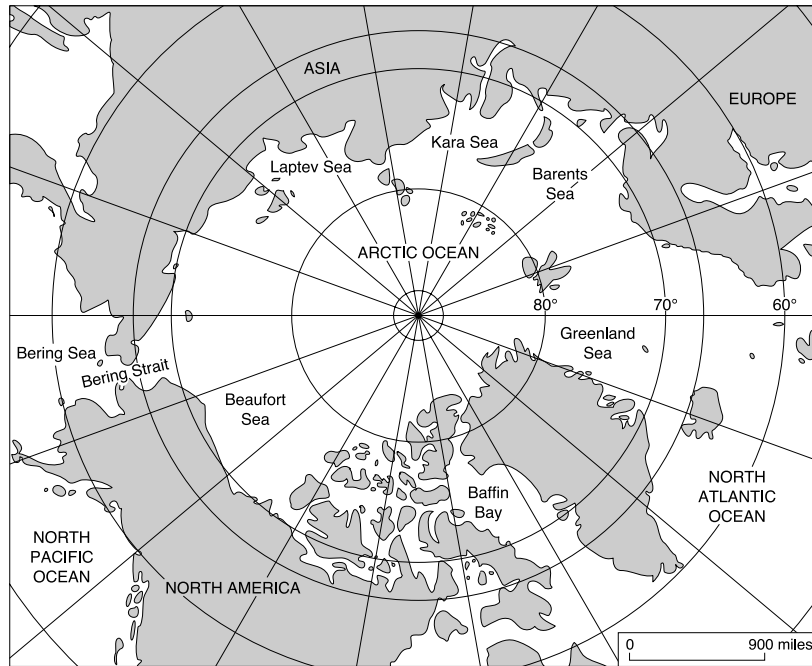 ASIA
EUROPE
Kara Sea
Laptev Sea
Barents
Sea
ARCTIC OCEAN
80°
70°
60°
Greenland
Sea
Bering Sea
Bering Strait
Beaufort
Sea
Baffin
Bay
NORTH
ATLANTIC
OCEAN
NORTH
PACIFIC
OCEAN
NORTH AMERICA
0
900 miles